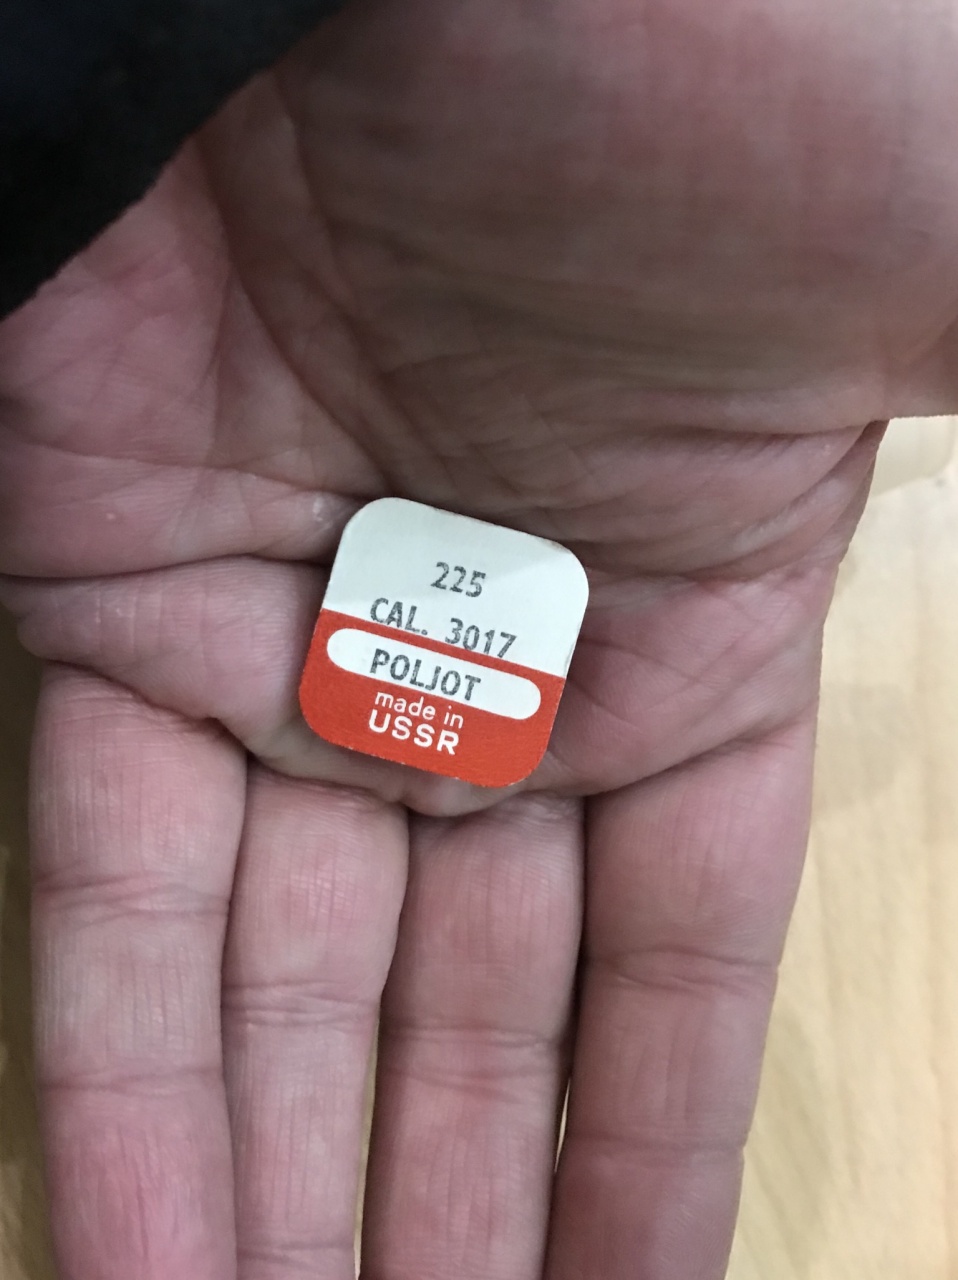 225
CAL. 3017
POLJOT
made in
USSR